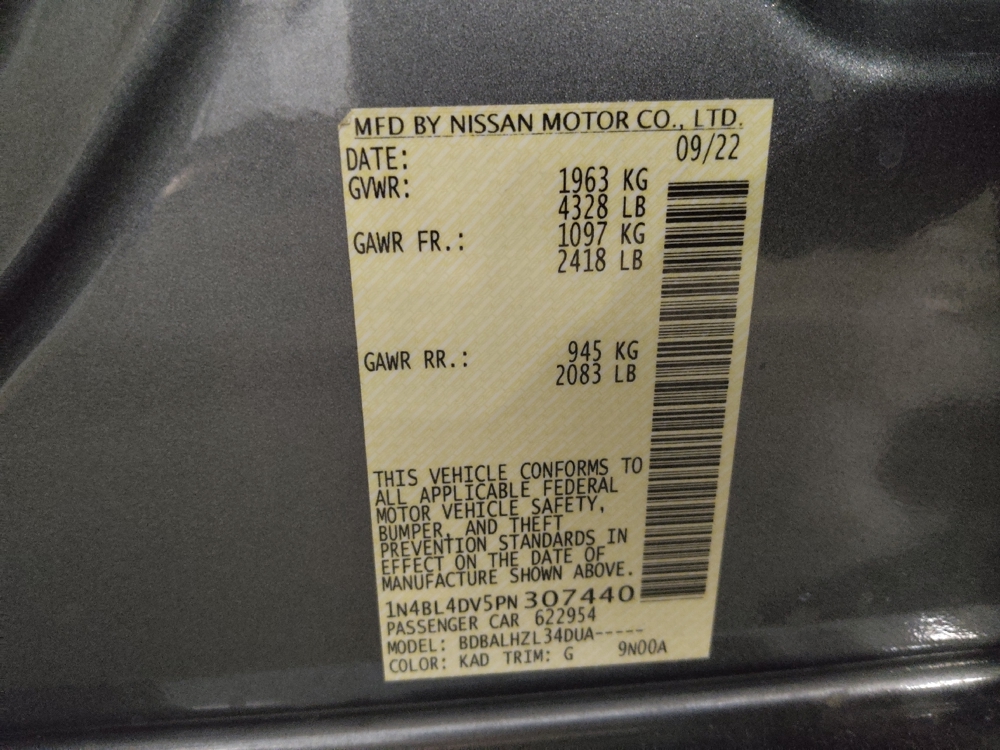 MFD BY NISSAN MOTOR CO., LTD.
DATE: 09/22
GVWR: 1963 KG
4328 LB
GAWR FR.: 1097 KG
2418 LB
GAWR RR.: 945 KG
2083 LB
THIS VEHICLE CONFORMS TO
ALL APPLICABLE FEDERAL
MOTOR VEHICLE SAFETY,
BUMPER, AND THEFT
PREVENTION STANDARDS IN
EFFECT ON THE DATE OF
MANUFACTURE SHOWN ABOVE.
1N4BL4DV5PN 307440
PASSENGER CAR 622954
MODEL: BDBALHZL34DUA-----
COLOR: KAD TRIM: G 9N00A